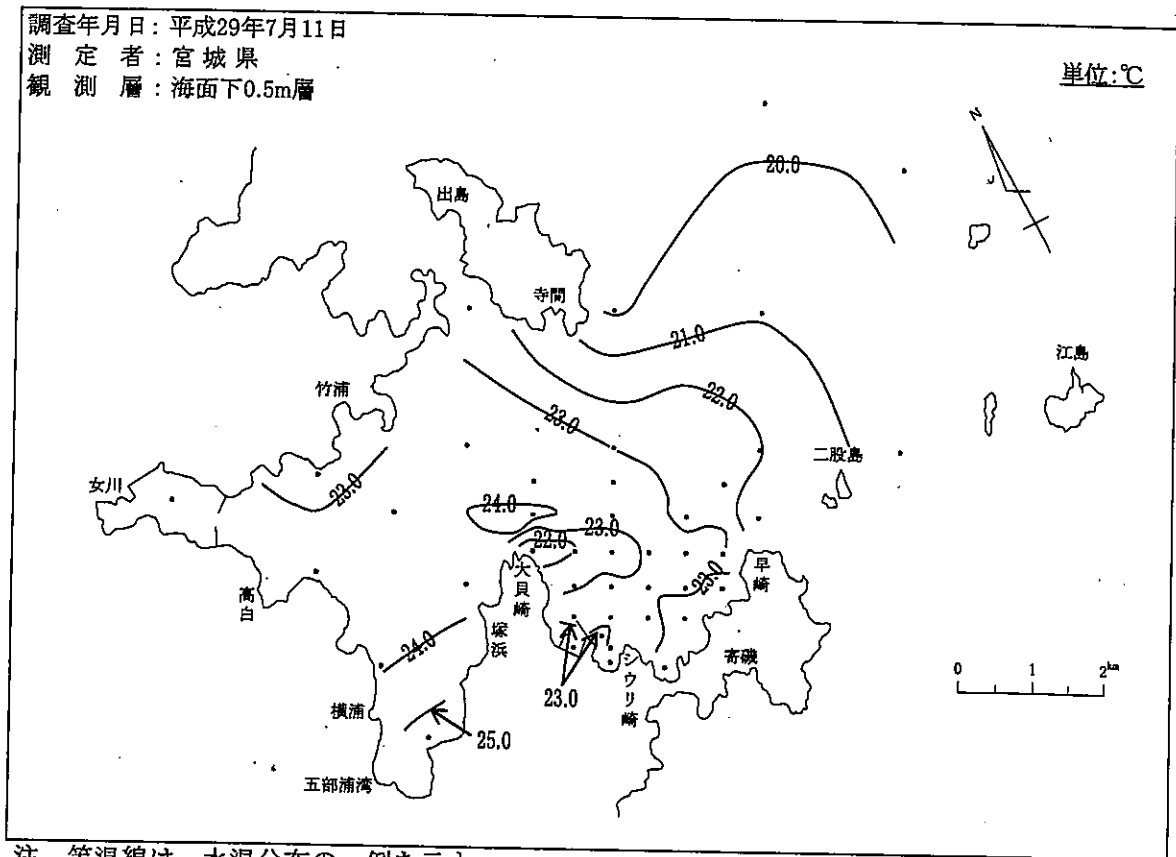 調査年月日：平成29年7月11日
測定者：宮城県
観測層：海面下0.5m層
単位：℃
N
20.0
出島
寺間
21.0
江島
竹浦
22.0
23.0
二股島
女川
23.0
24.0
23.0
22.0
大貝崎
早崎
23.0
高白
塚浜
24.0
シウリ崎
寄磯
0 1 2km
23.0
横浦
25.0
五部浦湾